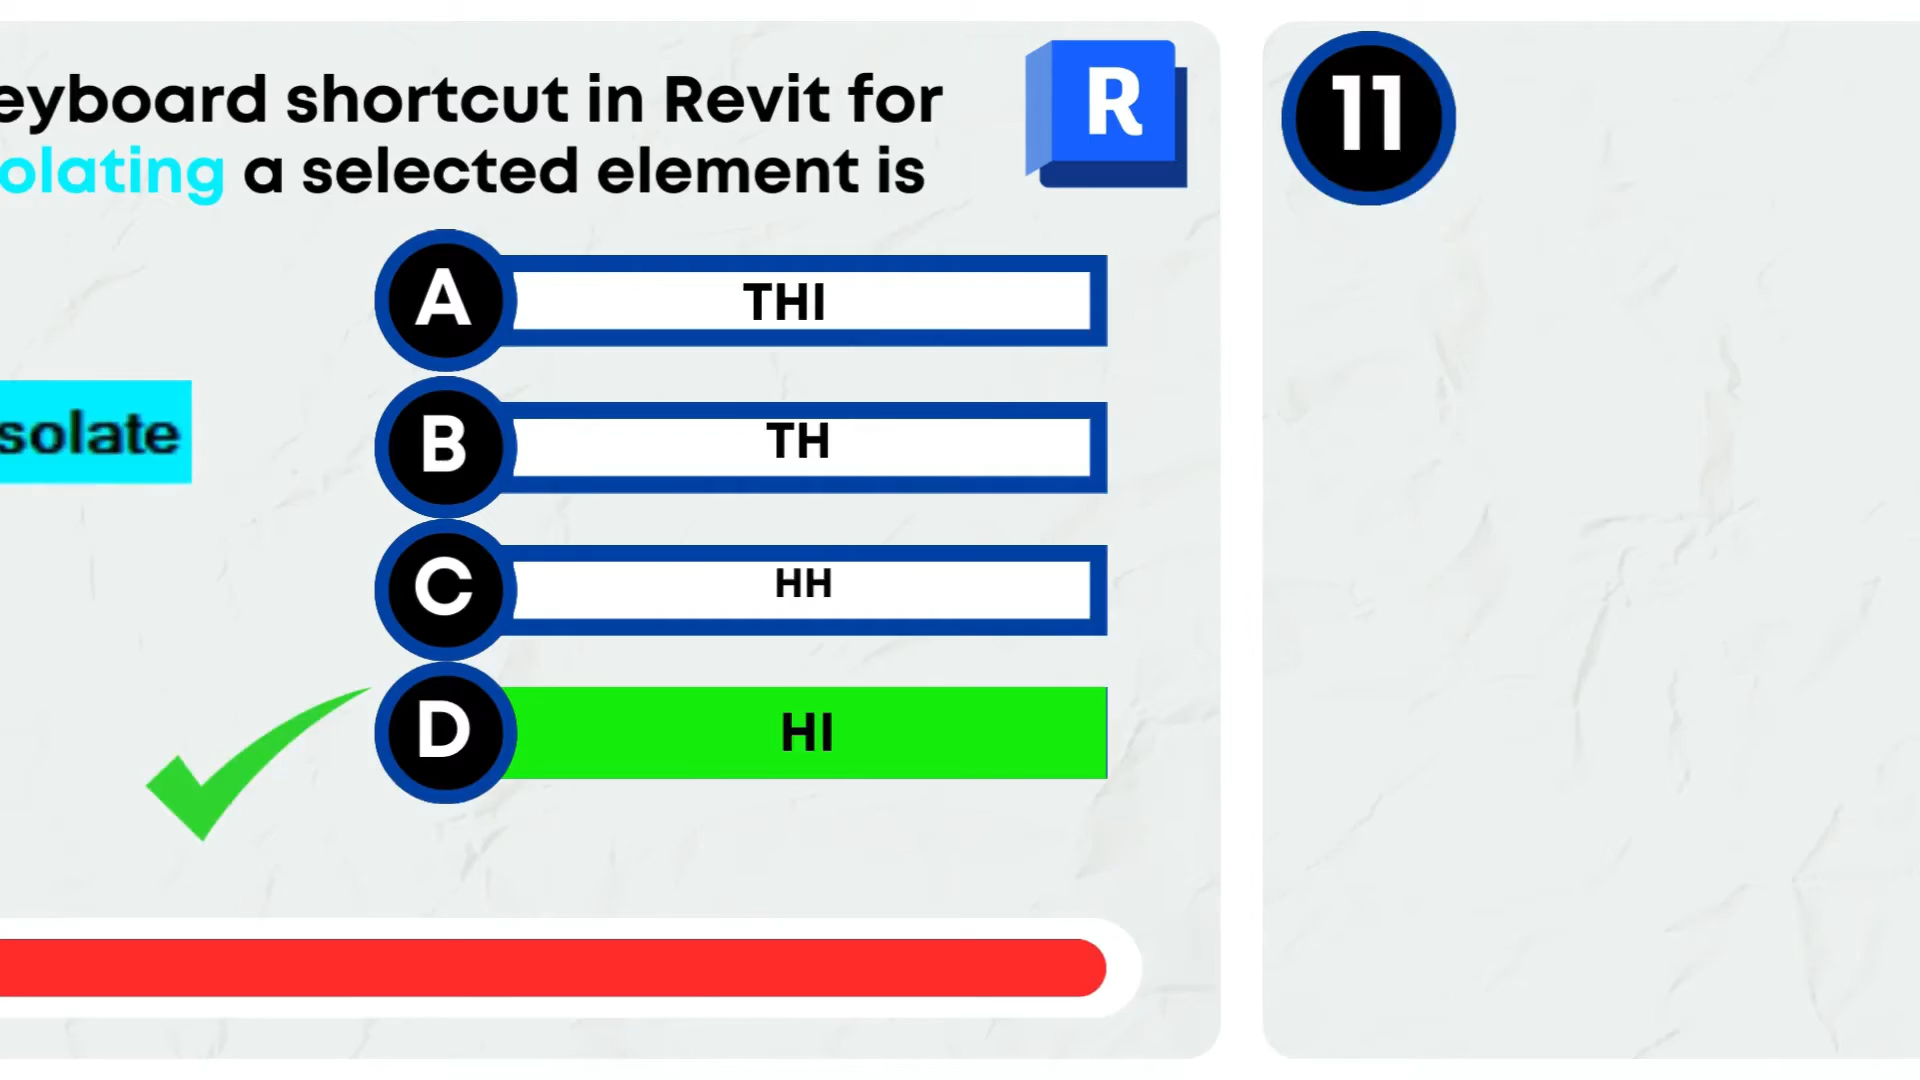 eyboard shortcut in Revit for
olating a selected element is
R
11
A
THI
B
TH
solate
C
HH
D
HI